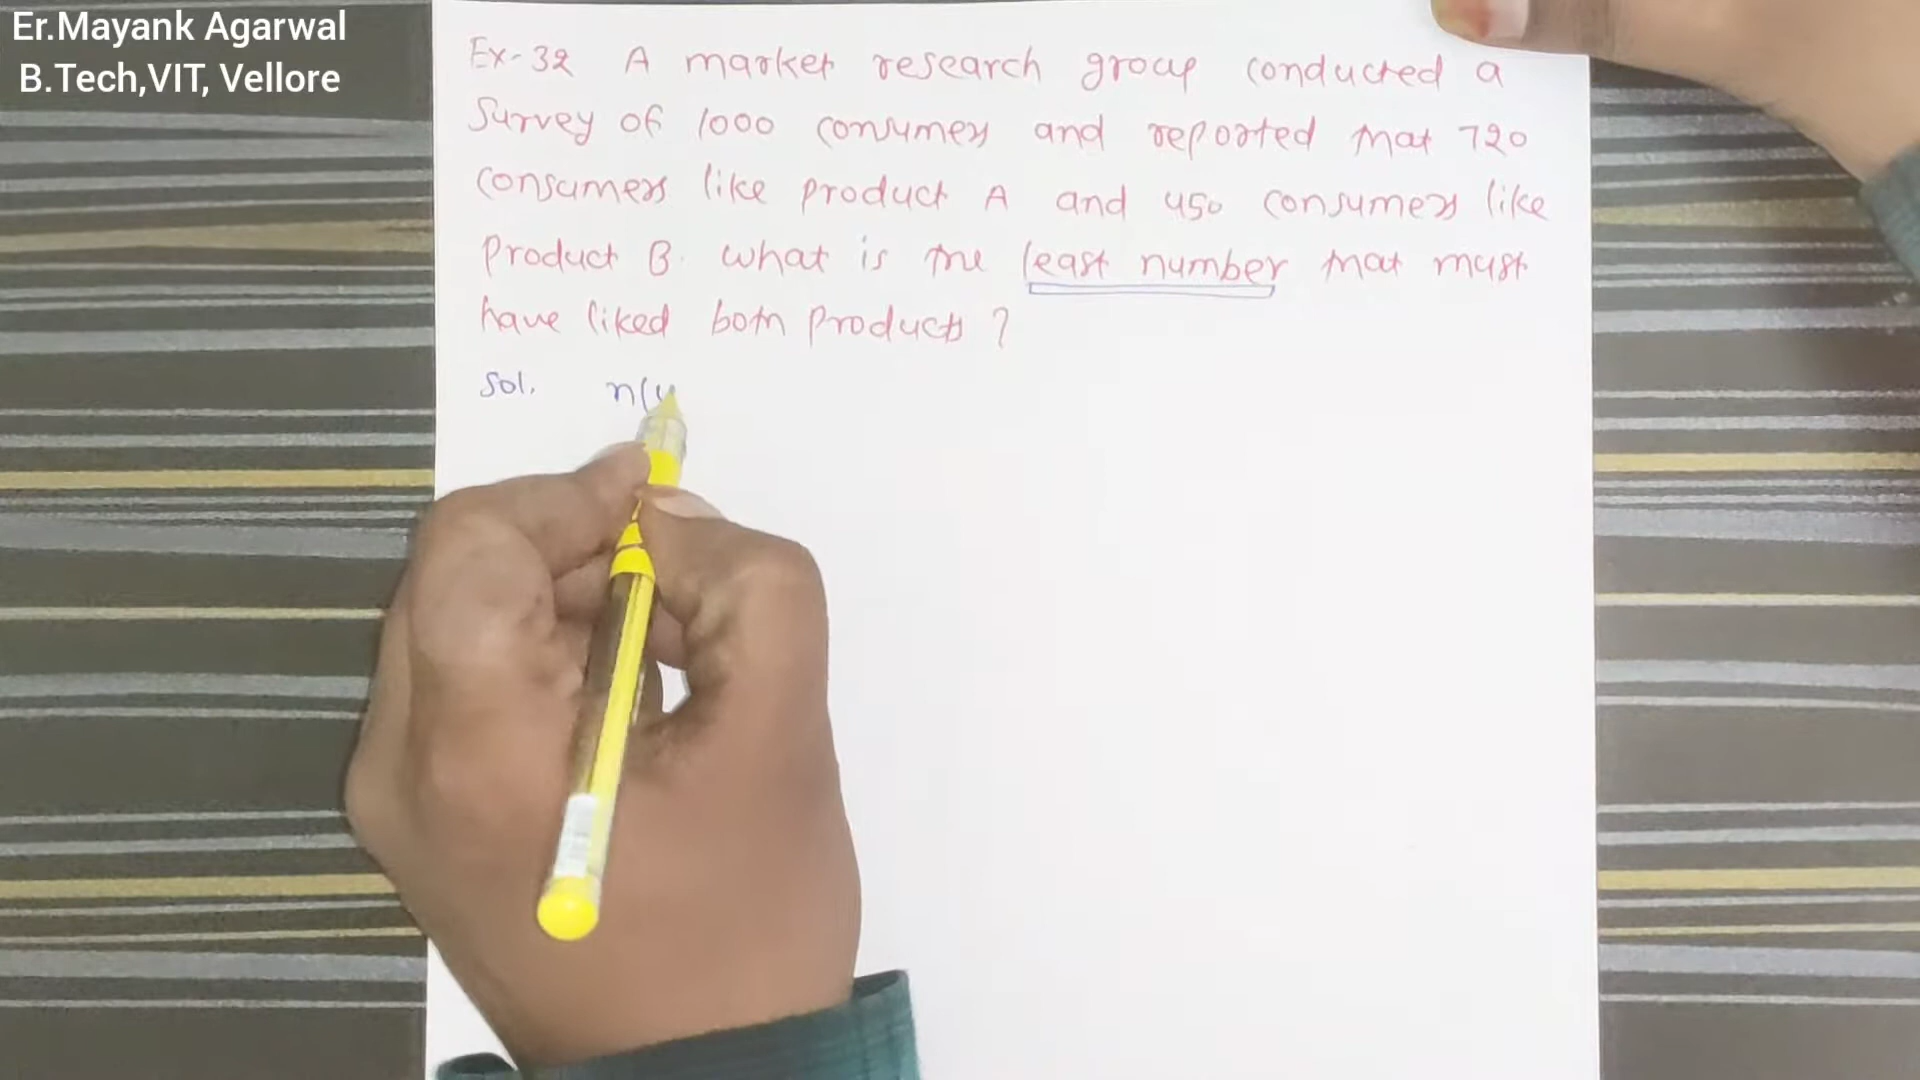 Er.Mayank Agarwal
B.Tech,VIT, Vellore
Ex-32 A market research group conducted a
Survey of 1000 consumers and reported that 720
consumers like product A and 450 consumers like
Product B. what is the least number that must
have liked both products ?
Sol. n(u